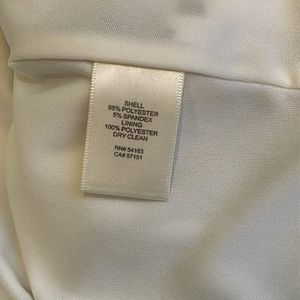 SHELL
95% POLYESTER
5% SPANDEX
LINING
100% POLYESTER
DRY CLEAN
RN# 54163
CA# 57151